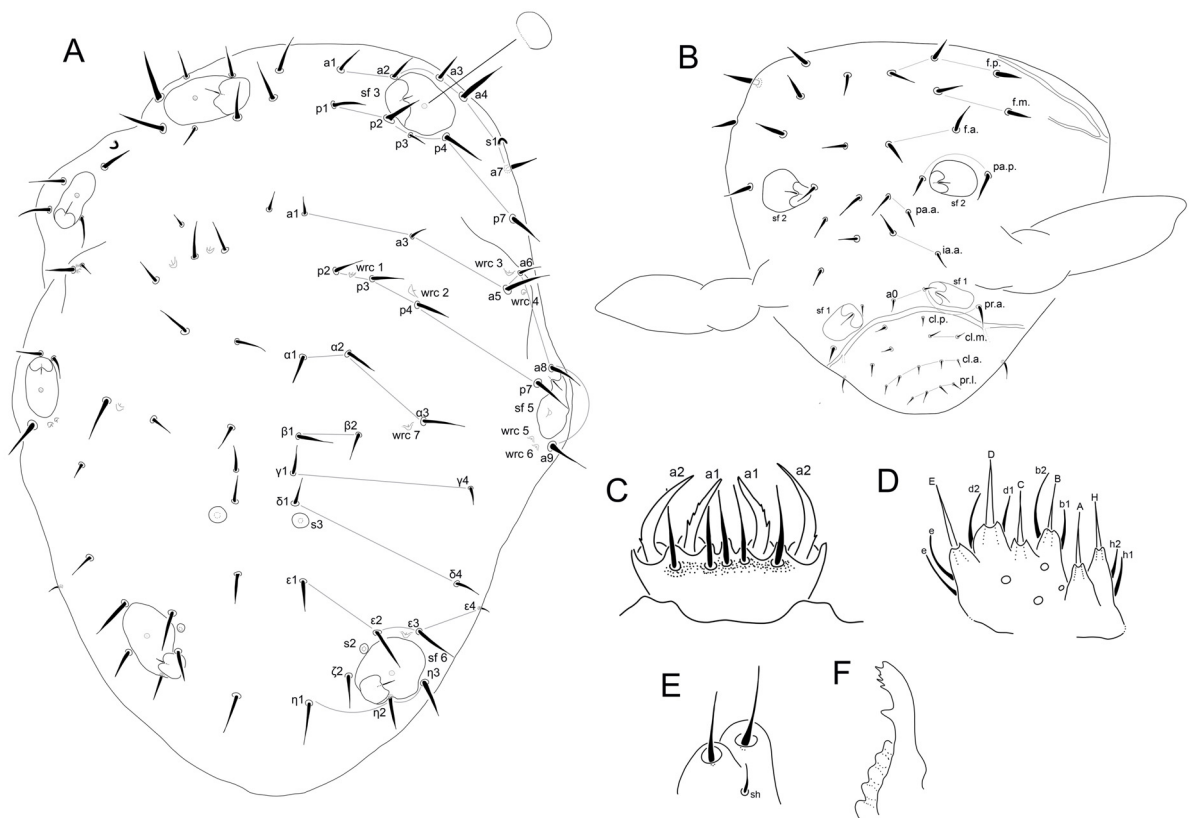 A
a1
a2
a3
a4
sf 3
p1
p2
p3
p4
s1
a7
p7
a1
a3
wrc 3
a6
p2
wrc 1
p3
wrc 2
a5
wrc 4
p4
α1
α2
a8
p7
α3
sf 5
wrc 7
β1
β2
wrc 5
wrc 6
a9
γ1
γ4
δ1
s3
ε1
δ4
ε4
ε2
ε3
s2
sf 6
ζ2
η3
η1
η2
B
f.p.
f.m.
f.a.
pa.p.
sf 2
sf 2
pa.a.
ia.a.
a0
sf 1
sf 1
pr.a.
cl.p.
cl.m.
cl.a.
pr.l.
C
a2
a1
a1
a2
D
E
d2
D
d1
C
b2
B
b1
A
H
h2
h1
e
e
E
sh
F